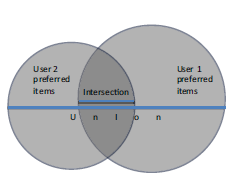 User 2
preferred
items
User 1
preferred
items
Intersection
U n I o n